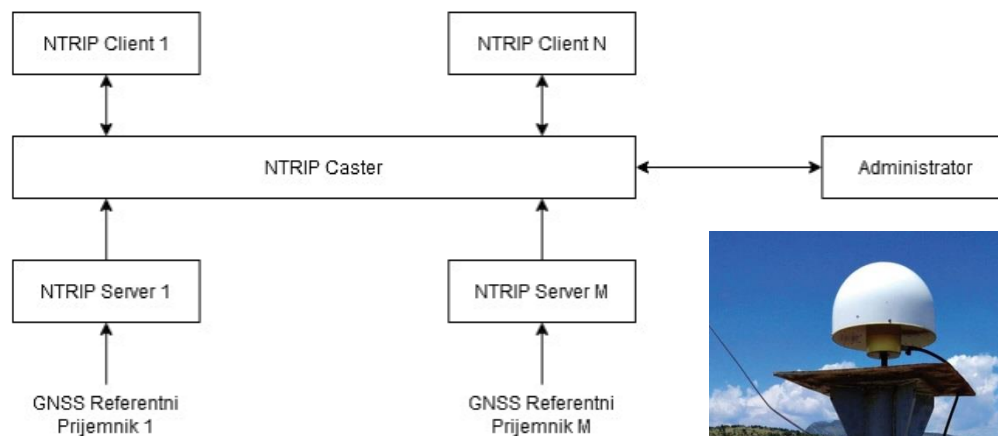 NTRIP Client 1
NTRIP Client N
NTRIP Caster
Administrator
NTRIP Server 1
NTRIP Server M
GNSS Referentni
Prijemnik 1
GNSS Referentni
Prijemnik M